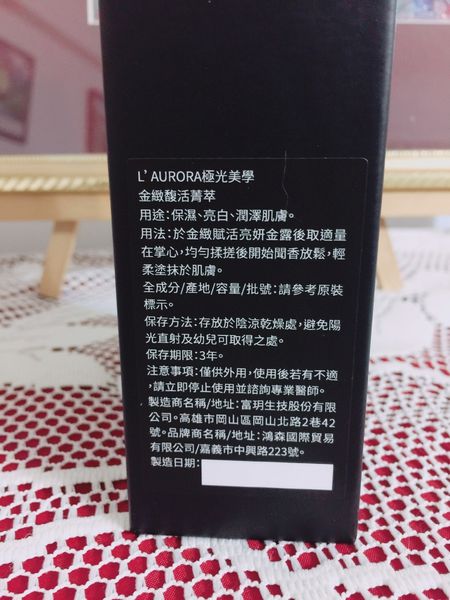 L' AURORA極光美學
金緻馥活菁萃
用途:保濕、亮白、潤澤肌膚。
用法:於金緻賦活亮妍金露後取適量
在掌心,均勻揉搓後開始聞香放鬆,輕
柔塗抹於肌膚。
全成分/產地/容量/批號:請參考原裝
標示。
保存方法:存放於陰涼乾燥處,避免陽
光直射及幼兒可取得之處。
保存期限:3年。
注意事項:僅供外用,使用後若有不適
,請立即停止使用並諮詢專業醫師。
製造商名稱/地址:富玥生技股份有限
公司。高雄市岡山區岡山北路2巷42
號。品牌商名稱/地址:鴻森國際貿易
有限公司/嘉義市中興路223號。
製造日期: